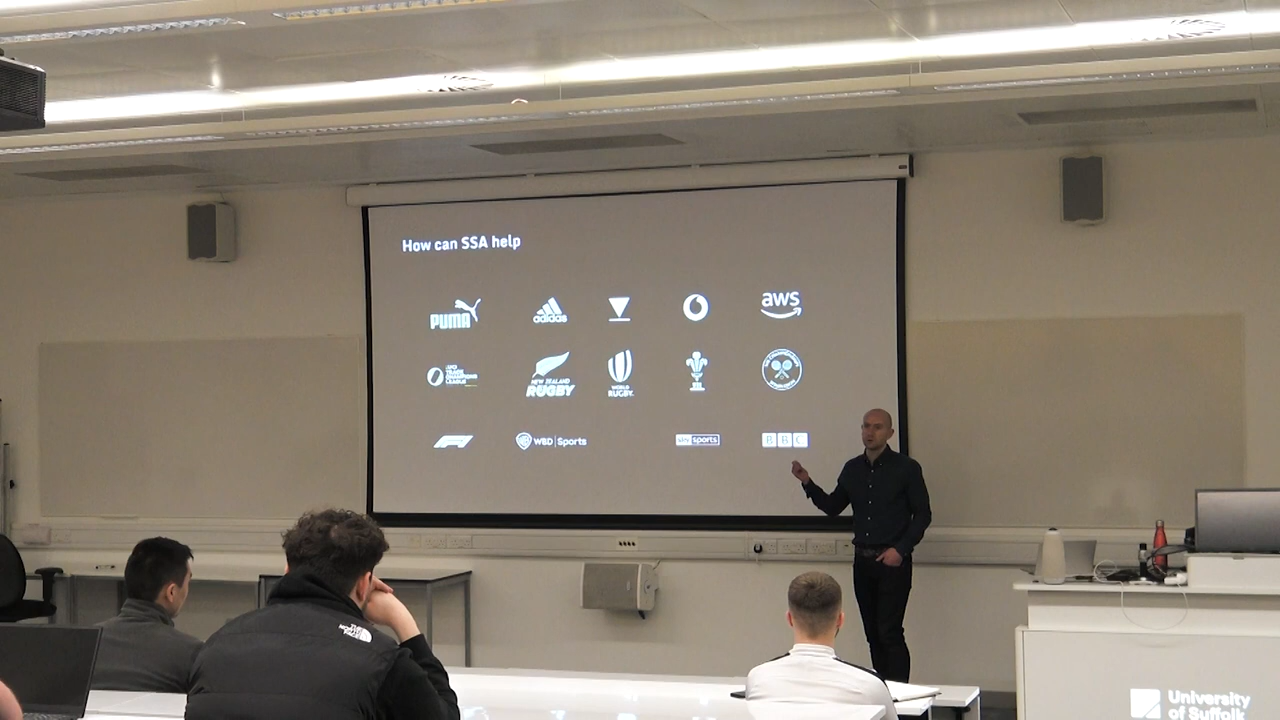 How can SSA help
PUMA
adidas
aws
NEW ZEALAND
RUGBY
WORLD
RUGBY.
WBD | Sports
sky sports
BBC
THE
NORTH
FACE
University
of Suffolk